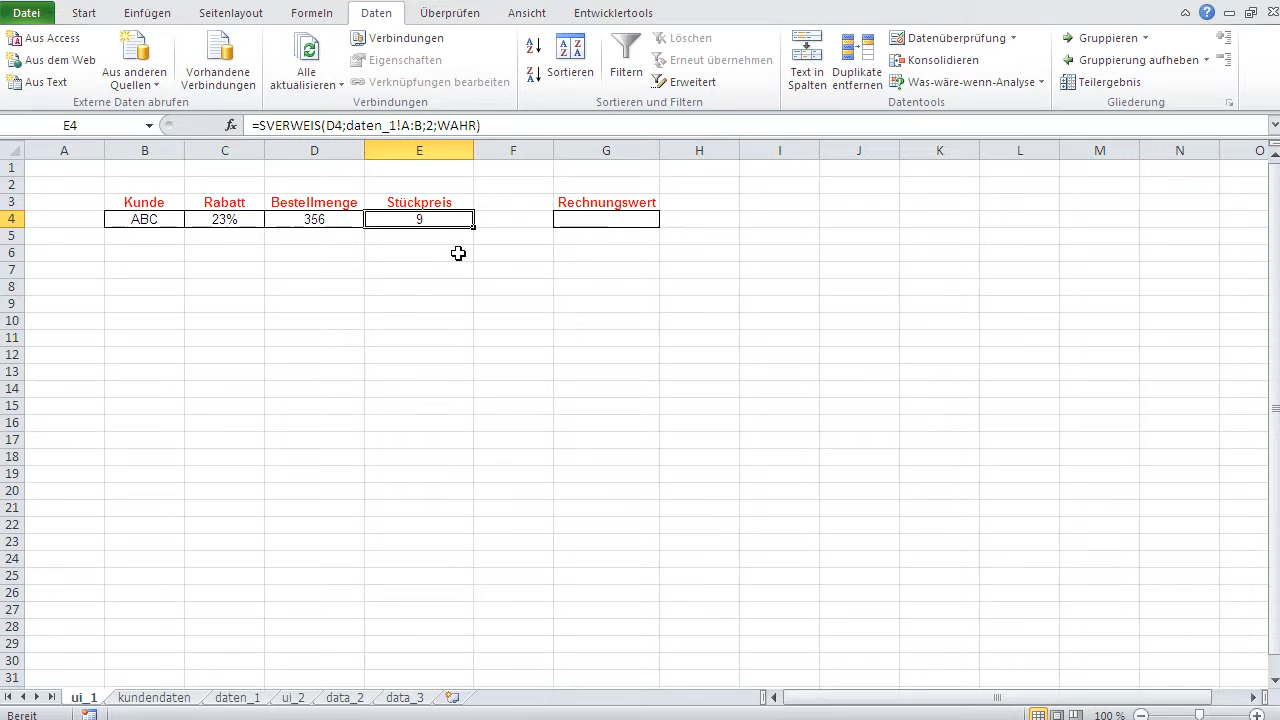 Datei Start Einfügen Seitenlayout Formeln Daten Überprüfen Ansicht Entwicklertools
Aus Access
Aus dem Web
Aus Text
Aus anderen Quellen
Vorhandene Verbindungen
Externe Daten abrufen
Alle aktualisieren
Verbindungen
Eigenschaften
Verknüpfungen bearbeiten
Verbindungen
Sortieren
Filtern
Löschen
Erneut übernehmen
Erweitert
Sortieren und Filtern
Text in Spalten
Duplikate entfernen
Datenüberprüfung
Konsolidieren
Was-wäre-wenn-Analyse
Datentools
Gruppieren
Gruppierung aufheben
Teilergebnis
Gliederung
E4 fx =SVERWEIS(D4;daten_1!A:B;2;WAHR)
A B C D E F G H I J K L M N O
1
2
3 Kunde Rabatt Bestellmenge Stückpreis Rechnungswert
4 ABC 23% 356 9
5
6
7
8
9
10
11
12
13
14
15
16
17
18
19
20
21
22
23
24
25
26
27
28
29
30
31
ui_1 kundendaten daten_1 ui_2 data_2 data_3
Bereit 100 %